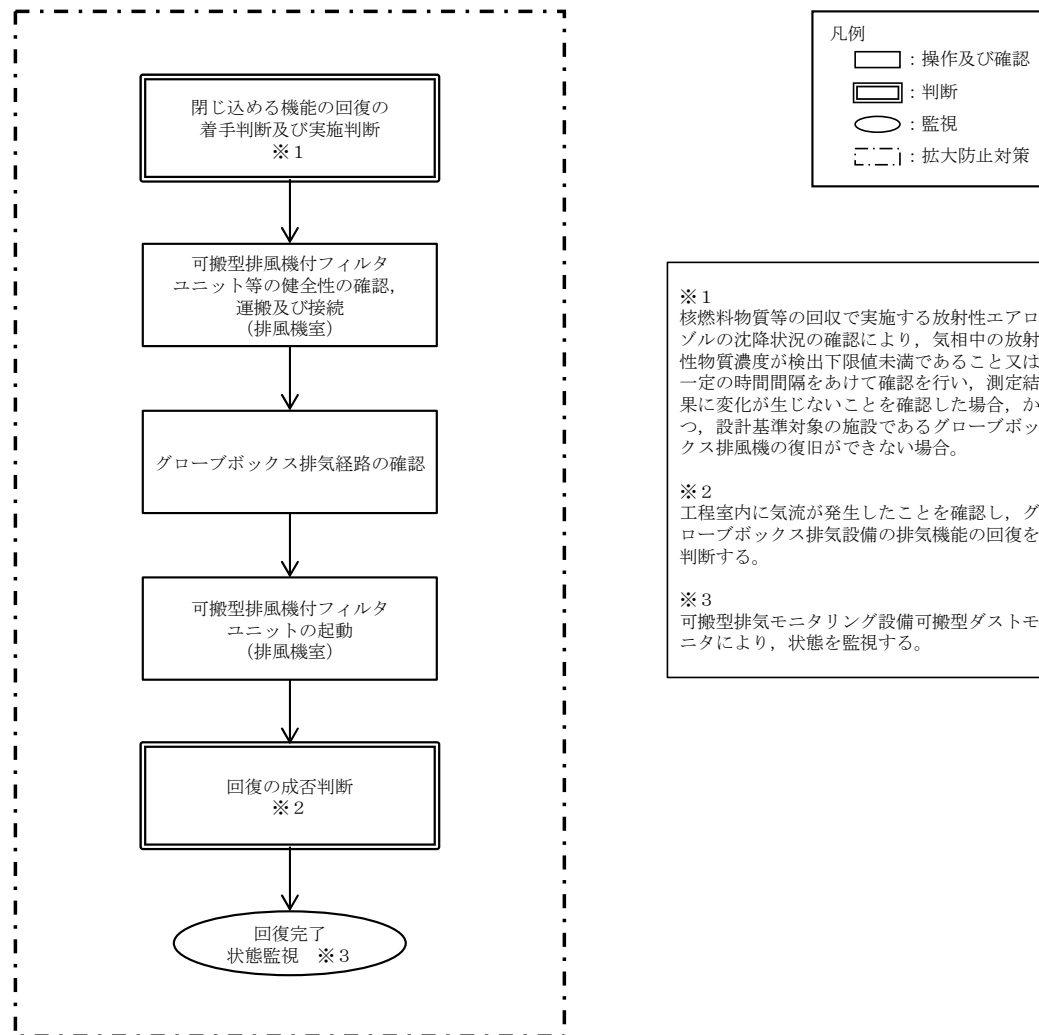 閉じ込める機能の回復の
着手判断及び実施判断
※1
可搬型排風機付フィルタ
ユニット等の健全性の確認,
運搬及び接続
(排風機室)
グローブボックス排気経路の確認
可搬型排風機付フィルタ
ユニットの起動
(排風機室)
回復の成否判断
※2
回復完了
状態監視 ※3
凡例
:操作及び確認
:判断
:監視
:拡大防止対策
※1
核燃料物質等の回収で実施する放射性エアロ
ゾルの沈降状況の確認により,気相中の放射
性物質濃度が検出下限値未満であること又は
一定の時間間隔をあけて確認を行い,測定結
果に変化が生じないことを確認した場合,か
つ,設計基準対象の施設であるグローブボッ
クス排風機の復旧ができない場合。
※2
工程室内に気流が発生したことを確認し,グ
ローブボックス排気設備の排気機能の回復を
判断する。
※3
可搬型排気モニタリング設備可搬型ダストモ
ニタにより,状態を監視する。